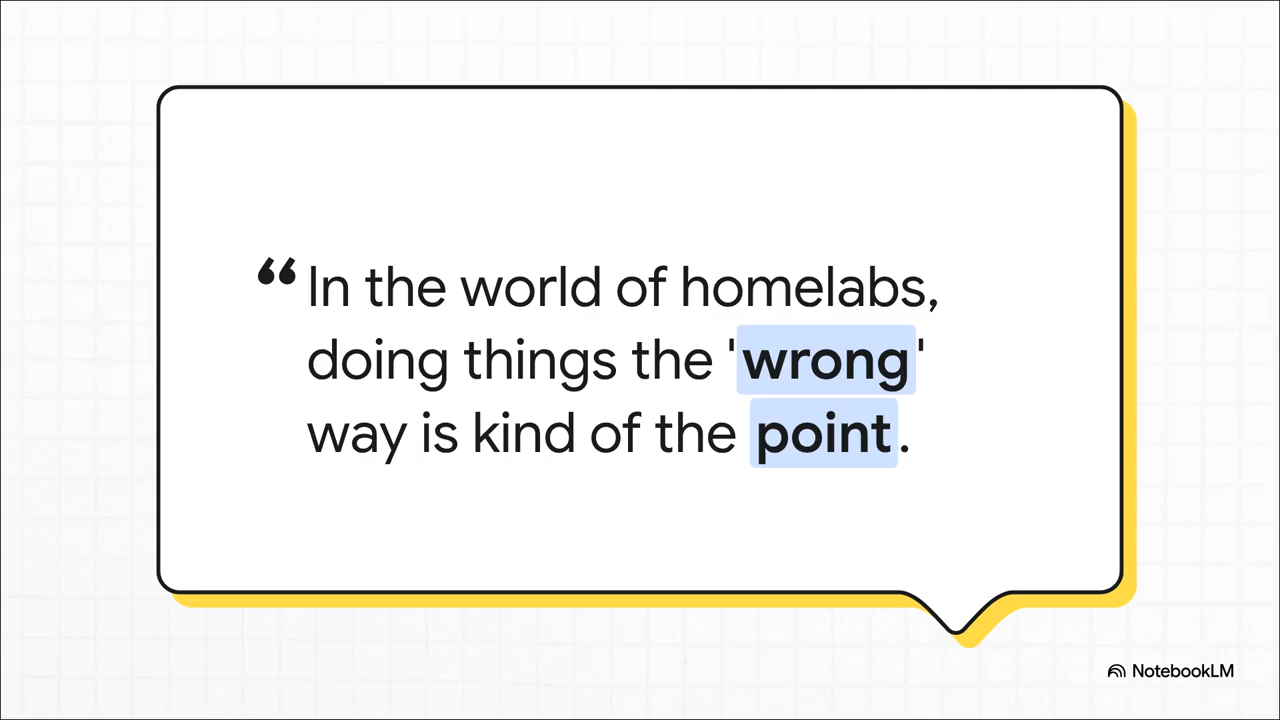 “In the world of homelabs,
doing things the 'wrong'
way is kind of the point.
NotebookLM